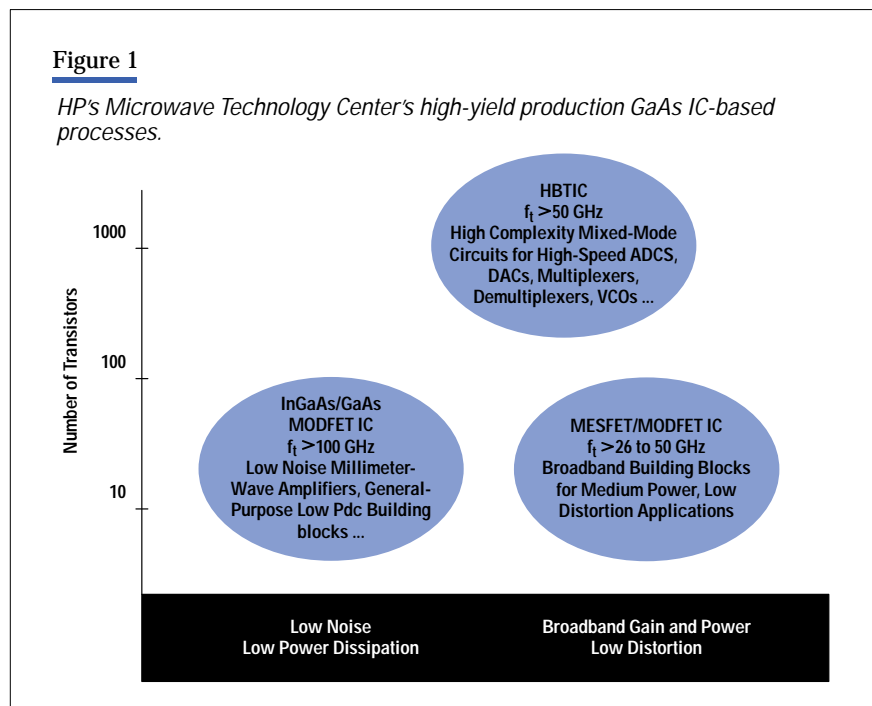 Figure 1
HP's Microwave Technology Center's high-yield production GaAs IC-based
processes.
Number of Transistors
1000
100
10
HBTIC
ft >50 GHz
High Complexity Mixed-Mode
Circuits for High-Speed ADCS,
DACs, Multiplexers,
Demultiplexers, VCOs ...
InGaAs/GaAs
MODFET IC
ft >100 GHz
Low Noise Millimeter-
Wave Amplifiers, General-
Purpose Low Pdc Building
blocks ...
MESFET/MODFET IC
ft >26 to 50 GHz
Broadband Building Blocks
for Medium Power, Low
Distortion Applications
Low Noise
Low Power Dissipation
Broadband Gain and Power
Low Distortion